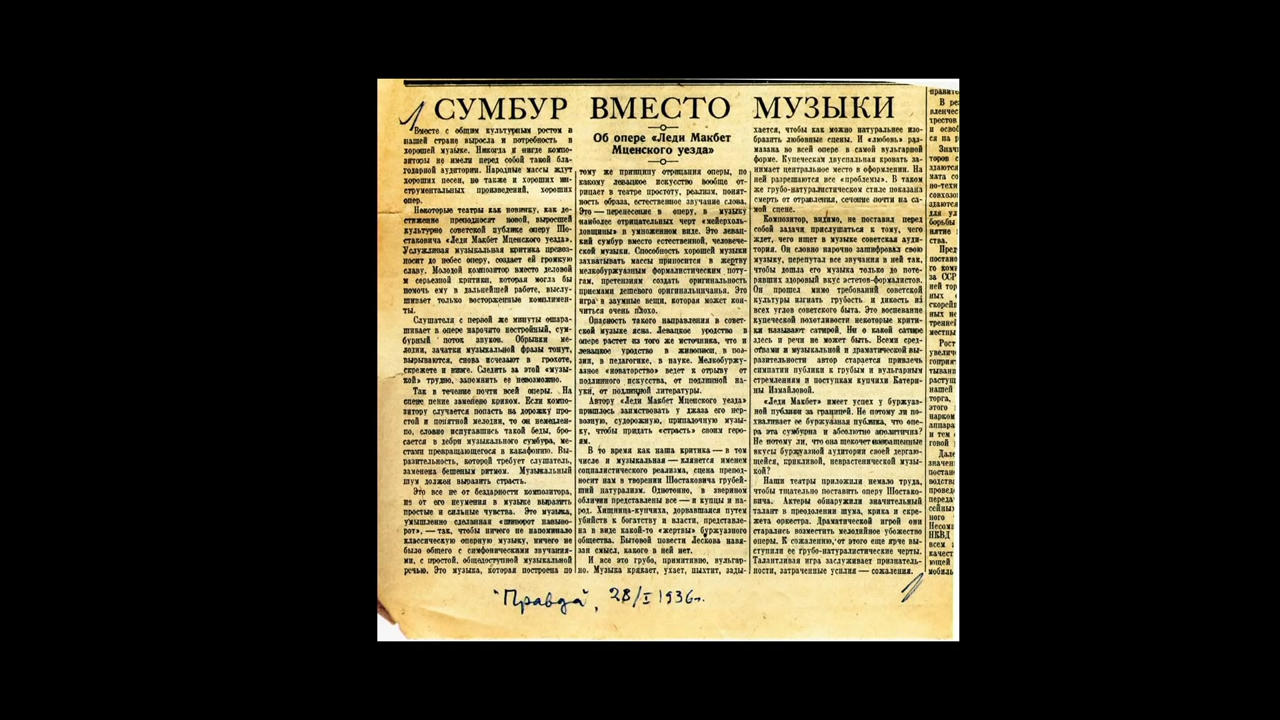 СУМБУР ВМЕСТО МУЗЫКИ
Об опере «Леди Макбет
Мценского уезда»
Вместе с общим культурным ростом в
нашей стране выросла и потребность в
хорошей музыке. Никогда и нигде компо-
зиторы не имели перед собой такой бла-
годарной аудитории. Народные массы ждут
хороших песен, но также и хороших ин-
струментальных произведений, хороших
опер.
Некоторые театры как новинку, как до-
стижение преподносят новой, выросшей
культурно советской публике оперу Шо-
стаковича «Леди Макбет Мценского уезда».
Услужливая музыкальная критика превоз-
носит до небес оперу, создает ей громкую
славу. Молодой композитор вместо деловой
и серьезной критики, которая могла бы
помочь ему в дальнейшей работе, выслу-
шивает только восторженные комплимен-
ты.
Слушателя с первой же минуты ошара-
шивает в опере нарочито нестройный, сум-
бурный поток звуков. Обрывки ме-
лодии, зачатки музыкальной фразы тонут,
вырываются, снова исчезают в грохоте,
скрежете и визге. Следить за этой «музы-
кой» трудно, запомнить ее невозможно.
Так в течение почти всей оперы. На
сцене пение заменено криком. Если компо-
зитору случается попасть на дорожку про-
стой и понятной мелодии, то он немедлен-
но, словно испугавшись такой беды, бро-
сается в дебри музыкального сумбура, ме-
стами превращающегося в какафонию. Вы-
разительность, которой требует слушатель,
заменена бешеным ритмом. Музыкальный
шум должен выразить страсть.
Это все не от бездарности композитора,
не от его неумения в музыке выразить
простые и сильные чувства. Это музыка,
умышленно сделанная «шиворот навыво-
рот», — так, чтобы ничего не напоминало
классическую оперную музыку, ничего не
было общего с симфоническими звучания-
ми, с простой, общедоступной музыкальной
речью. Это музыка, которая построена по
тому же принципу отрицания оперы, по
какому левацкое искусство вообще от-
рицает в театре простоту, реализм, понят-
ность образа, естественное звучание слова.
Это — перенесение в оперу, в музыку
наиболее отрицательных черт «мейерхоль-
довщины» в умноженном виде. Это левац-
кий сумбур вместо естественной, человече-
ской музыки. Способность хорошей музыки
захватывать массы приносится в жертву
мелкобуржуазным формалистическим поту-
гам, претензиям создать оригинальность
приемами дешевого оригинальничанья. Это
игра в заумные вещи, которая может кон-
читься очень плохо.
Опасность такого направления в совет-
ской музыке ясна. Левацкое уродство в
опере растет из того же источника, что и
левацкое уродство в живописи, в поэ-
зии, в педагогике, в науке. Мелкобуржу-
азное «новаторство» ведет к отрыву от
подлинного искусства, от подлинной на-
уки, от подлинной литературы.
Автору «Леди Макбет Мценского уезда»
пришлось заимствовать у джаза его нер-
возную, судорожную, припадочную музы-
ку, чтобы придать «страсть» своим геро-
ям.
В то время как наша критика — в том
числе и музыкальная — клянется именем
социалистического реализма, сцена препод-
носит нам в творении Шостаковича грубей-
ший натурализм. Однотонно, в зверином
обличии представлены все — и купцы и на-
род. Хищница-купчиха, дорвавшаяся путем
убийств к богатству и власти, представле-
на в виде какой-то «жертвы» буржуазного
общества. Бытовой повести Лескова навя-
зан смысл, какого в ней нет.
И все это грубо, примитивно, вульгар-
но. Музыка крякает, ухает, пыхтит, зады-
хается, чтобы как можно натуральнее изо-
бразить любовные сцены. И «любовь» раз-
мазана во всей опере в самой вульгарной
форме. Купеческая двуспальная кровать за-
нимает центральное место в оформлении. На
ней разрешаются все «проблемы». В таком
же грубо-натуралистическом стиле показана
смерть от отравления, сечение почти на са-
мой сцене.
Композитор, видимо, не поставил перед
собой задачи прислушаться к тому, чего
ждет, чего ищет в музыке советская ауди-
тория. Он словно нарочно зашифровал свою
музыку, перепутал все звучания в ней так,
чтобы дошла его музыка только до поте-
рявших здоровый вкус эстетов-формалистов.
Он прошел мимо требований советской
культуры изгнать грубость и дикость из
всех углов советского быта. Это воспевание
купеческой похотливости некоторые крити-
ки называют сатирой. Ни о какой сатире
здесь и речи не может быть. Всеми сред-
ствами и музыкальной и драматической вы-
разительности автор старается привлечь
симпатии публики к грубым и вульгарным
стремлениям и поступкам купчихи Катери-
ны Измайловой.
«Леди Макбет» имеет успех у буржуаз-
ной публики за границей. Не потому ли по-
хваливает ее буржуазная публика, что опе-
ра эта сумбурна и абсолютно аполитична?
Не потому ли, что она щекочет извращенные
вкусы буржуазной аудитории своей дергаю-
щейся, крикливой, неврастенической музы-
кой?
Наши театры приложили немало труда,
чтобы тщательно поставить оперу Шостако-
вича. Актеры обнаружили значительный
талант в преодолении шума, крика и скре-
жета оркестра. Драматической игрой они
старались возместить мелодийное убожество
оперы. К сожалению, от этого еще ярче вы-
ступили ее грубо-натуралистические черты.
Талантливая игра заслуживает признатель-
ности, затраченные усилия — сожаления.
"Правда", 28/I 1936г.